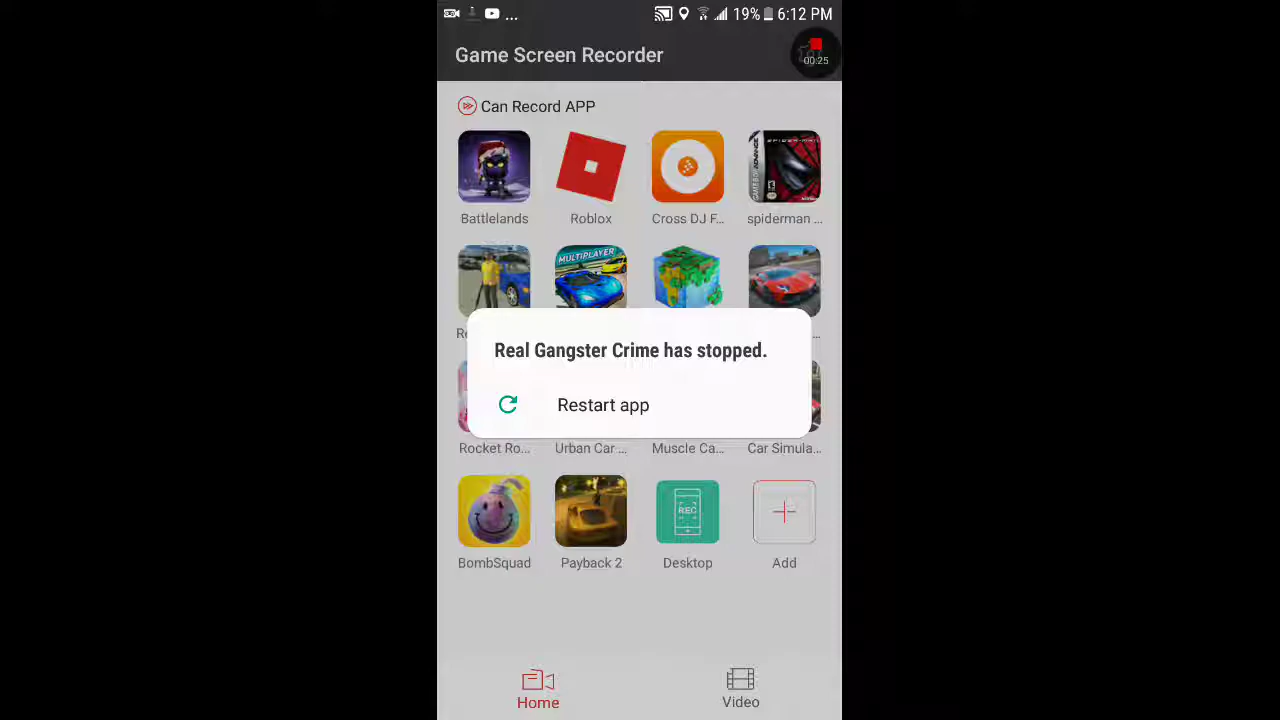 ... 19% 6:12 PM
Game Screen Recorder
00:25
Can Record APP
Battlelands
Roblox
Cross DJ F...
spiderman ...
MULTIPLAYER
Real Gangster Crime has stopped.
Restart app
Rocket Ro...
Urban Car ...
Muscle Ca...
Car Simula...
REC
BombSquad
Payback 2
Desktop
Add
Home
Video